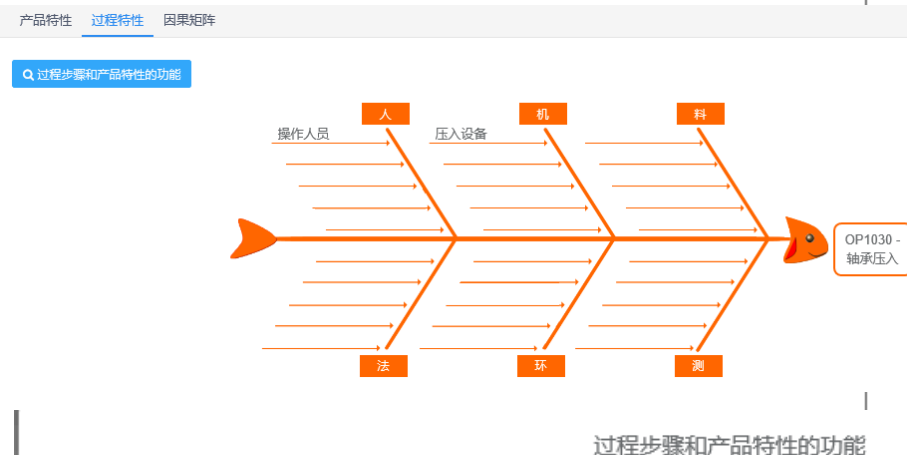 产品特性 过程特性 因果矩阵
过程步骤和产品特性的功能
人 机 料
操作人员 压入设备
OP1030 -
轴承压入
法 环 测
过程步骤和产品特性的功能